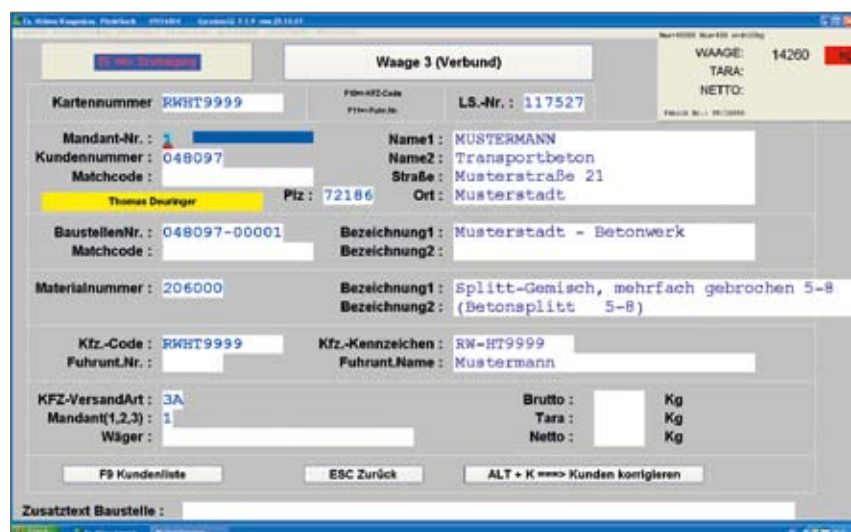 Waage 3 (Verbund)
WAAGE: 14260
TARA:
NETTO:
Kartennummer RWHT9999
F10=>KFZ-Code
LS.-Nr. : 117527
Mandant-Nr. : 1
Name1 : MUSTERMANN
Kundennummer : 048097
Name2 : Transportbeton
Matchcode :
Straße : Musterstraße 21
Thomas Deuringer
Plz : 72186 Ort : Musterstadt
BaustellenNr. : 048097-00001 Bezeichnung1 : Musterstadt - Betonwerk
Matchcode : Bezeichnung2 :
Materialnummer : 206000 Bezeichnung1 : Splitt-Gemisch, mehrfach gebrochen 5-8
Bezeichnung2 : (Betonsplitt 5-8)
Kfz.-Code : RWHT9999 Kfz.-Kennzeichen : RW-HT9999
Fuhrunt.Nr. : Fuhrunt.Name : Mustermann
KFZ-VersandArt : 3A Brutto : Kg
Mandant(1,2,3) : 1 Tara : Kg
Wäger : Netto : Kg
F9 Kundenliste ESC Zurück ALT + K ===> Kunden korrigieren
Zusatztext Baustelle :